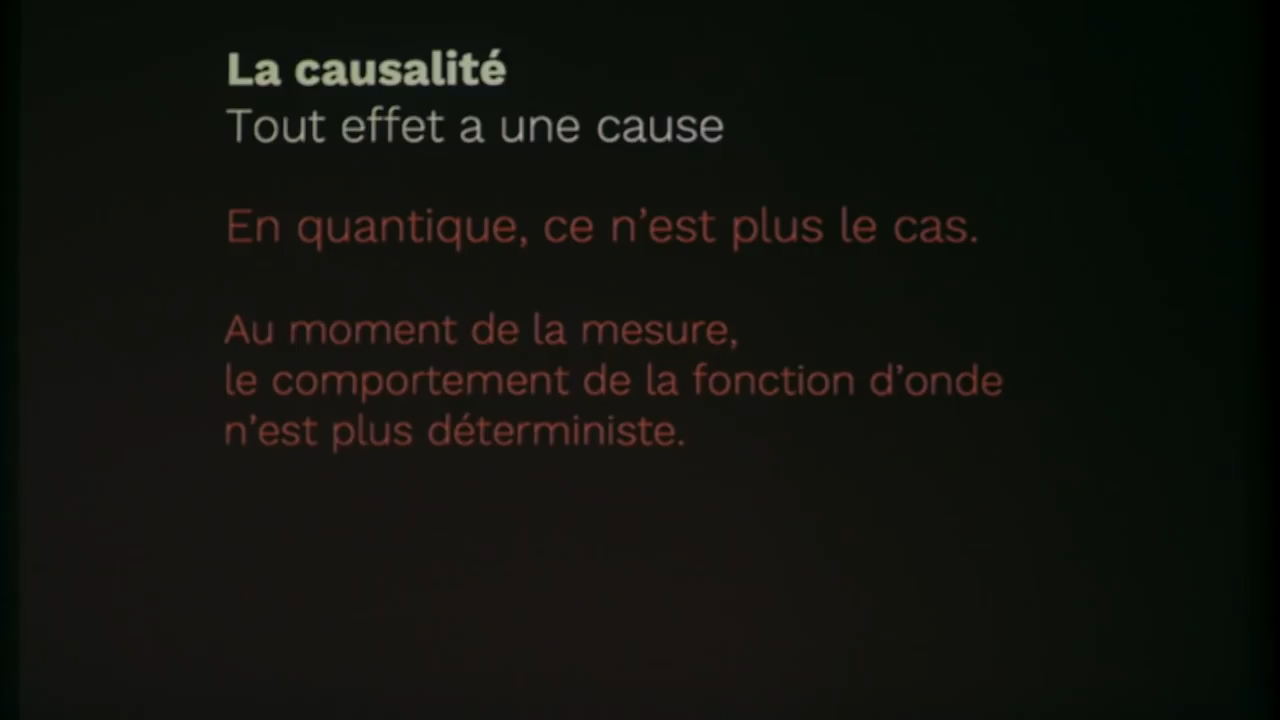 La causalité
Tout effet a une cause
En quantique, ce n’est plus le cas.
Au moment de la mesure,
le comportement de la fonction d’onde
n’est plus déterministe.